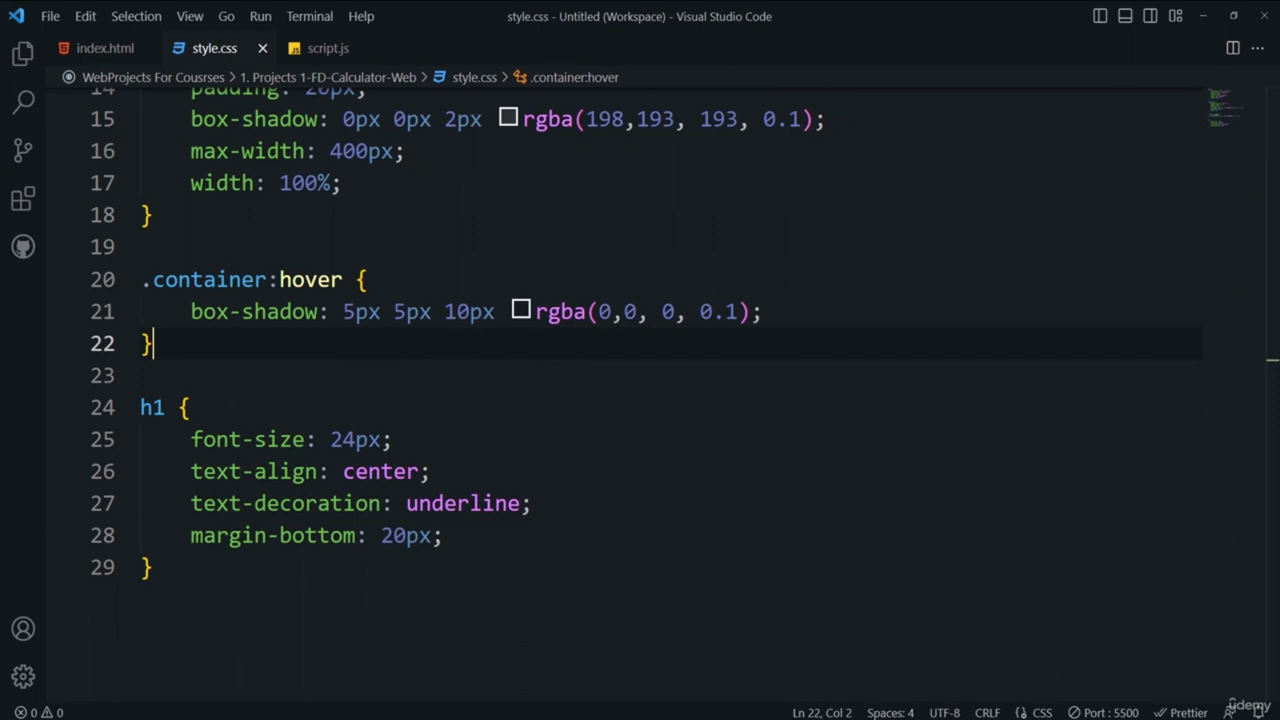 File Edit Selection View Go Run Terminal Help style.css - Untitled (Workspace) - Visual Studio Code
index.html style.css script.js
WebProjects For Cousrses > 1. Projects 1-FD-Calculator-Web > style.css > .container:hover
14 padding: 20px;
15 box-shadow: 0px 0px 2px rgba(198,193, 193, 0.1);
16 max-width: 400px;
17 width: 100%;
18 }
19
20 .container:hover {
21 box-shadow: 5px 5px 10px rgba(0,0, 0, 0.1);
22 }
23
24 h1 {
25 font-size: 24px;
26 text-align: center;
27 text-decoration: underline;
28 margin-bottom: 20px;
29 }
0 0 Ln 22, Col 2 Spaces: 4 UTF-8 CRLF {} CSS Port : 5500 Prettier
udemy